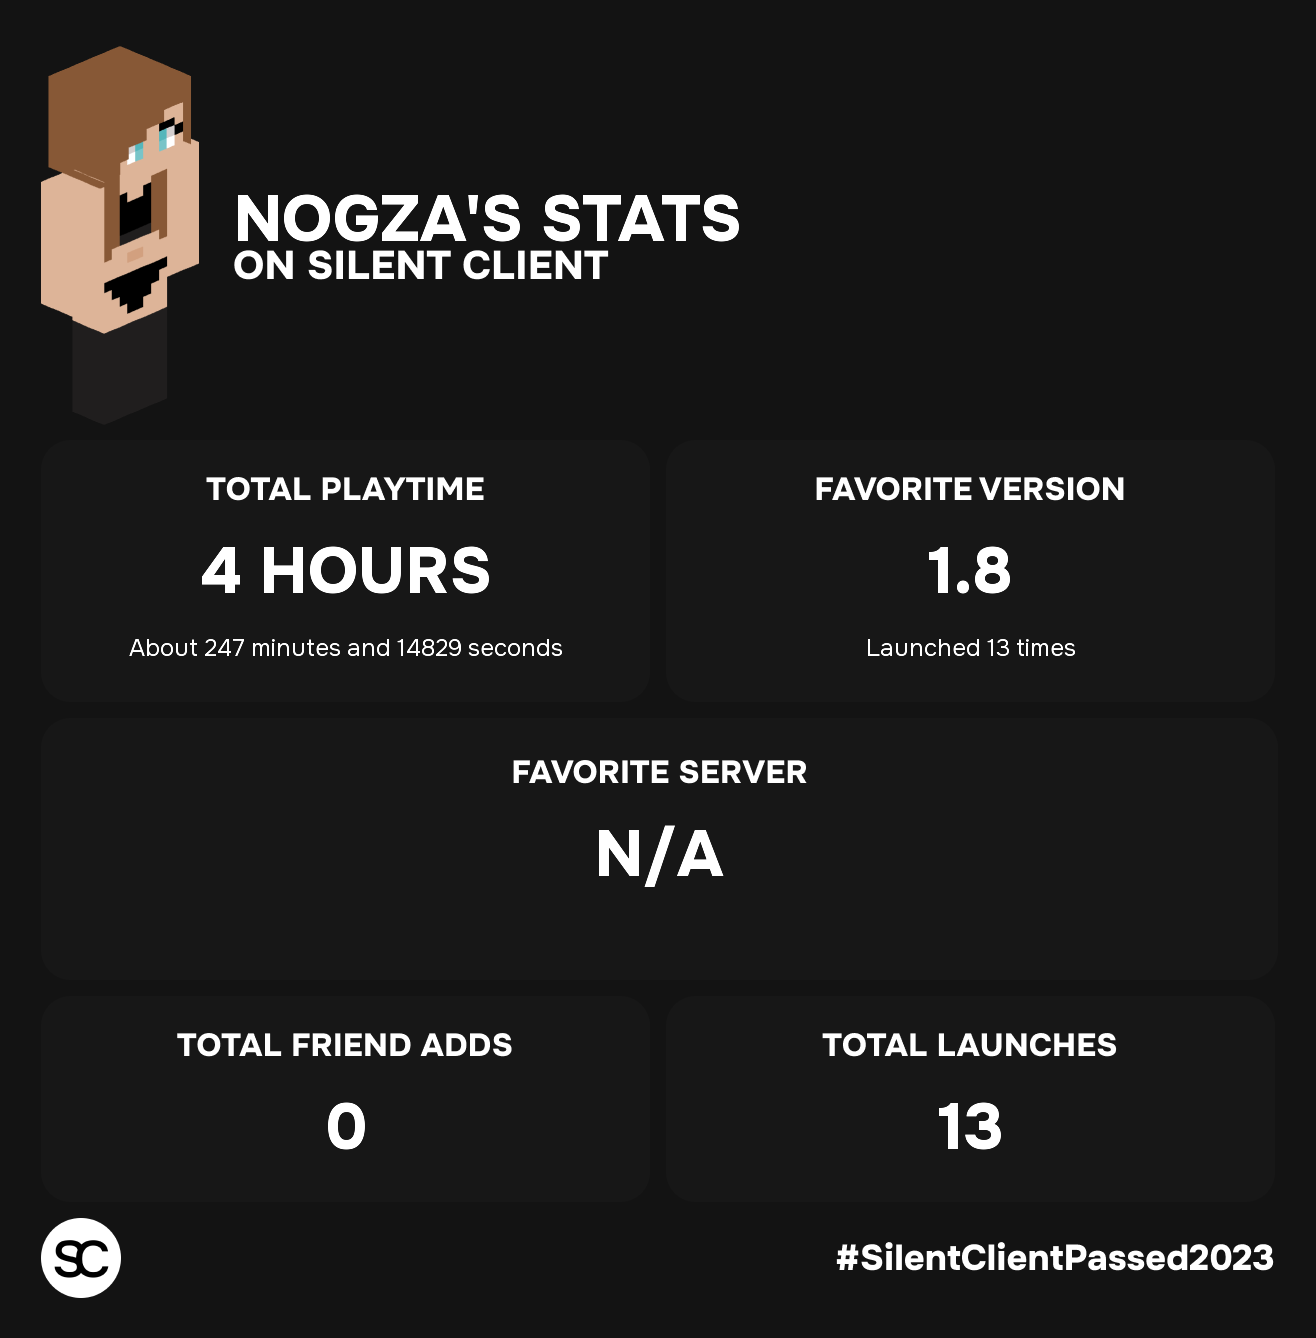 NOGZA'S STATS
ON SILENT CLIENT
TOTAL PLAYTIME
4 HOURS
About 247 minutes and 14829 seconds
FAVORITE VERSION
1.8
Launched 13 times
FAVORITE SERVER
N/A
TOTAL FRIEND ADDS
0
TOTAL LAUNCHES
13
SC
#SilentClientPassed2023